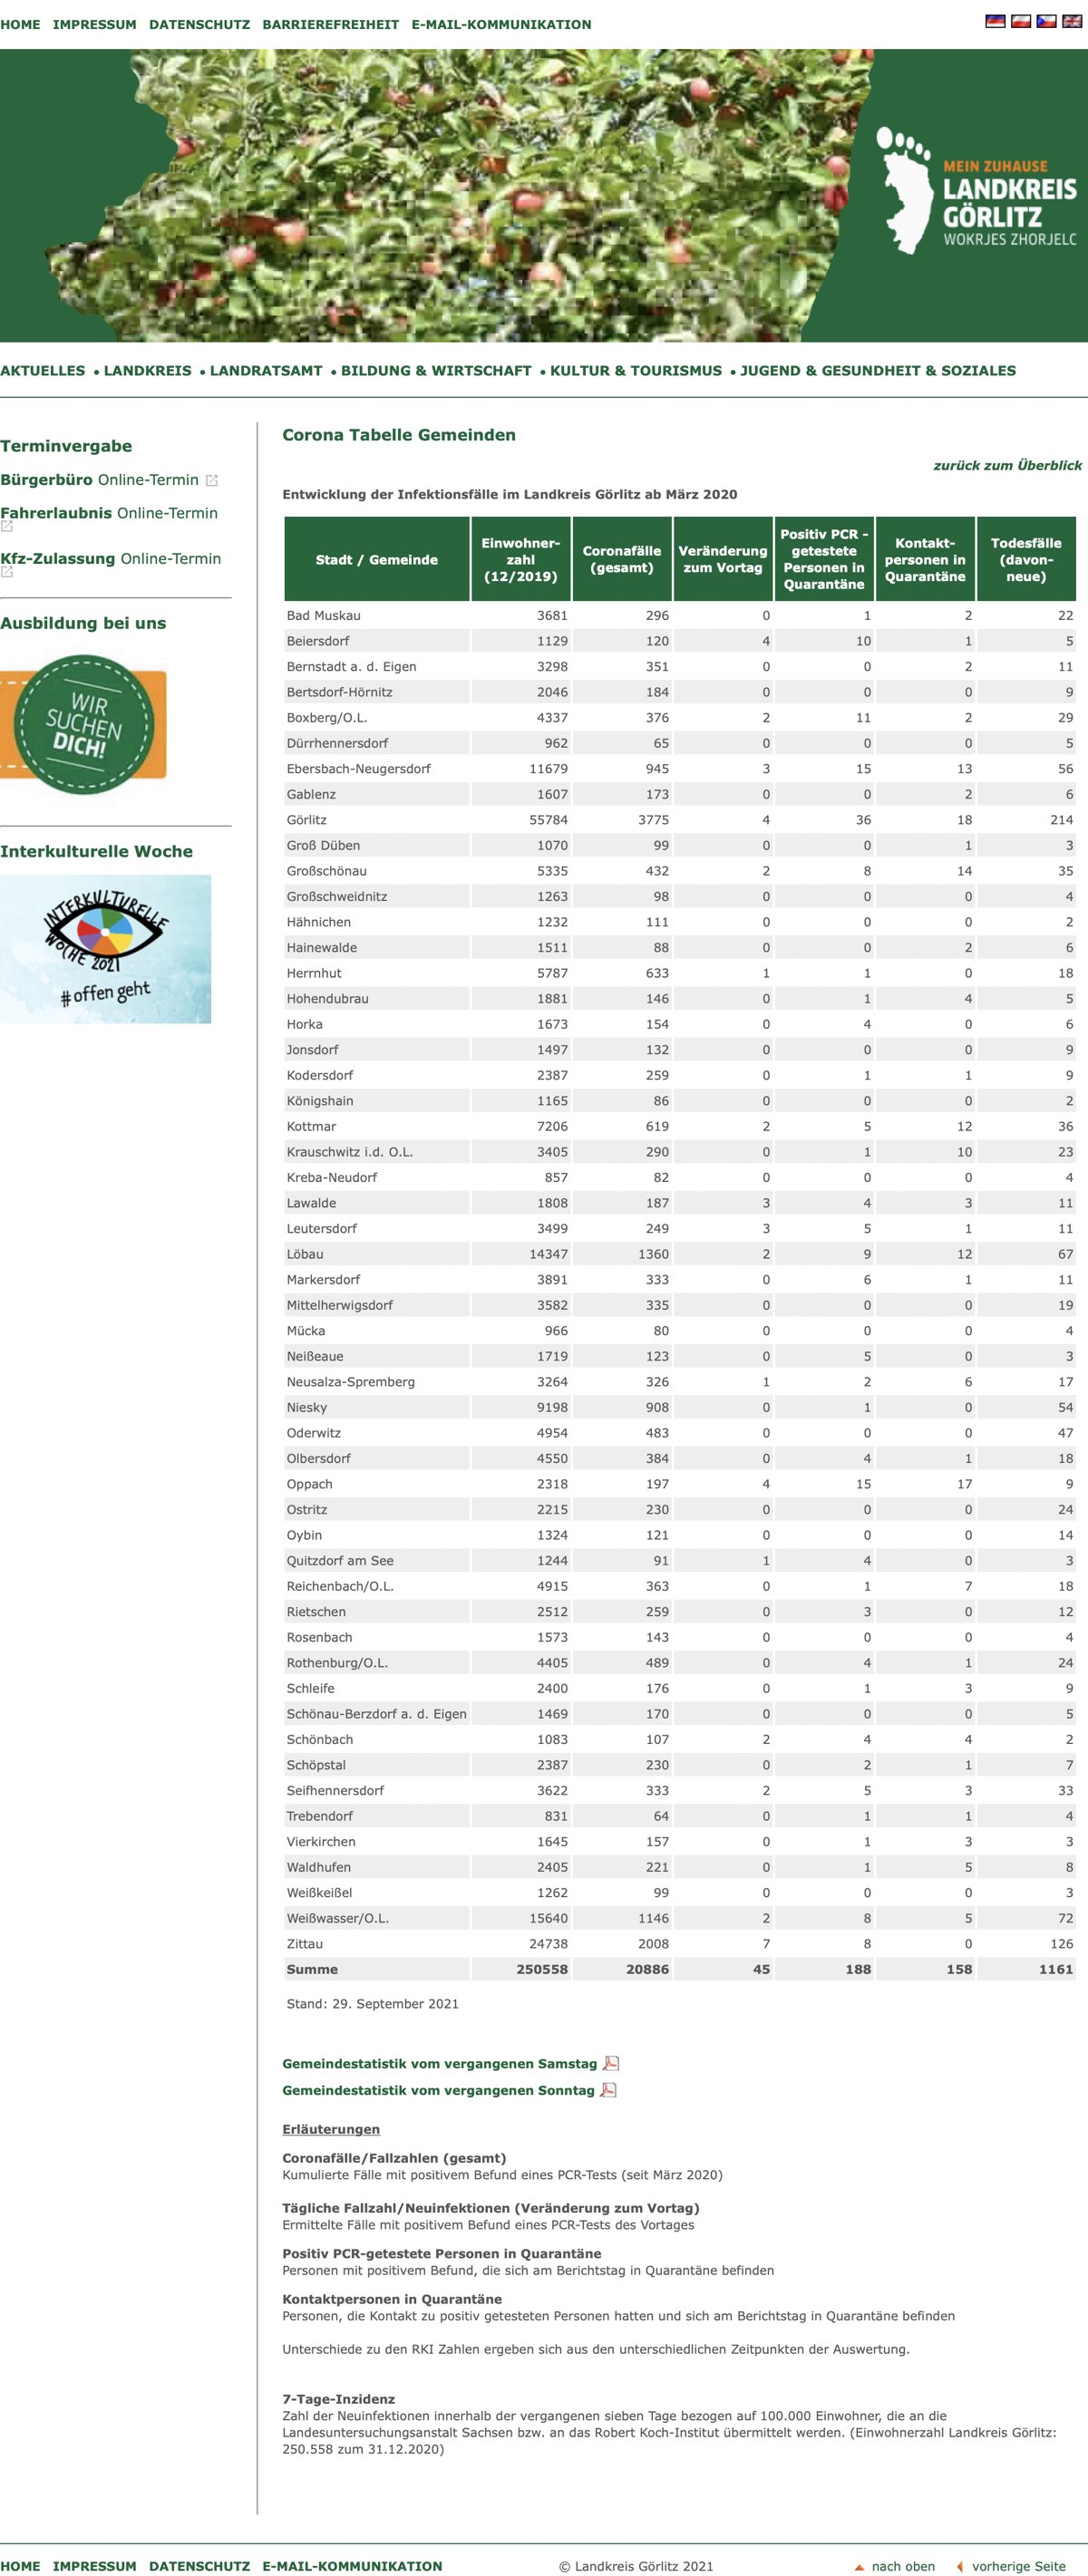 HOME IMPRESSUM DATENSCHUTZ BARRIEREFREIHEIT E-MAIL-KOMMUNIKATION
MEIN ZUHAUSE
LANDKREIS
GÖRLITZ
WOKRJES ZHORJELC
AKTUELLES • LANDKREIS • LANDRATSAMT • BILDUNG & WIRTSCHAFT • KULTUR & TOURISMUS • JUGEND & GESUNDHEIT & SOZIALES
Terminvergabe
Bürgerbüro Online-Termin
Fahrerlaubnis Online-Termin
Kfz-Zulassung Online-Termin
Ausbildung bei uns
WIR
SUCHEN
DICH!
Interkulturelle Woche
INTERKULTURELLE
WOCHE 2021
#offen geht
Corona Tabelle Gemeinden
zurück zum Überblick
Entwicklung der Infektionsfälle im Landkreis Görlitz ab März 2020
Stadt / Gemeinde Einwohner-zahl (12/2019) Coronafälle (gesamt) Veränderung zum Vortag Positiv PCR - getestete Personen in Quarantäne Kontakt-personen in Quarantäne Todesfälle (davon-neue)
Bad Muskau 3681 296 0 1 2 22
Beiersdorf 1129 120 4 10 1 5
Bernstadt a. d. Eigen 3298 351 0 0 2 11
Bertsdorf-Hörnitz 2046 184 0 0 0 9
Boxberg/O.L. 4337 376 2 11 2 29
Dürrhennersdorf 962 65 0 0 0 5
Ebersbach-Neugersdorf 11679 945 3 15 13 56
Gablenz 1607 173 0 0 2 6
Görlitz 55784 3775 4 36 18 214
Groß Düben 1070 99 0 0 1 3
Großschönau 5335 432 2 8 14 35
Großschweidnitz 1263 98 0 0 0 4
Hähnichen 1232 111 0 0 0 2
Hainewalde 1511 88 0 0 2 6
Herrnhut 5787 633 1 1 0 18
Hohendubrau 1881 146 0 1 4 5
Horka 1673 154 0 4 0 6
Jonsdorf 1497 132 0 0 0 9
Kodersdorf 2387 259 0 1 1 9
Königshain 1165 86 0 0 0 2
Kottmar 7206 619 2 5 12 36
Krauschwitz i.d. O.L. 3405 290 0 1 10 23
Kreba-Neudorf 857 82 0 0 0 4
Lawalde 1808 187 3 4 3 11
Leutersdorf 3499 249 3 5 1 11
Löbau 14347 1360 2 9 12 67
Markersdorf 3891 333 0 6 1 11
Mittelherwigsdorf 3582 335 0 0 0 19
Mücka 966 80 0 0 0 4
Neißeaue 1719 123 0 5 0 3
Neusalza-Spremberg 3264 326 1 2 6 17
Niesky 9198 908 0 1 0 54
Oderwitz 4954 483 0 0 0 47
Olbersdorf 4550 384 0 4 1 18
Oppach 2318 197 4 15 17 9
Ostritz 2215 230 0 0 0 24
Oybin 1324 121 0 0 0 14
Quitzdorf am See 1244 91 1 4 0 3
Reichenbach/O.L. 4915 363 0 1 7 18
Rietschen 2512 259 0 3 0 12
Rosenbach 1573 143 0 0 0 4
Rothenburg/O.L. 4405 489 0 4 1 24
Schleife 2400 176 0 1 3 9
Schönau-Berzdorf a. d. Eigen 1469 170 0 0 0 5
Schönbach 1083 107 2 4 4 2
Schöpstal 2387 230 0 2 1 7
Seifhennersdorf 3622 333 2 5 3 33
Trebendorf 831 64 0 1 1 4
Vierkirchen 1645 157 0 1 3 3
Waldhufen 2405 221 0 1 5 8
Weißkeißel 1262 99 0 0 0 3
Weißwasser/O.L. 15640 1146 2 8 5 72
Zittau 24738 2008 7 8 0 126
Summe 250558 20886 45 188 158 1161
Stand: 29. September 2021
Gemeindestatistik vom vergangenen Samstag
Gemeindestatistik vom vergangenen Sonntag
Erläuterungen
Coronafälle/Fallzahlen (gesamt)
Kumulierte Fälle mit positivem Befund eines PCR-Tests (seit März 2020)
Tägliche Fallzahl/Neuinfektionen (Veränderung zum Vortag)
Ermittelte Fälle mit positivem Befund eines PCR-Tests des Vortages
Positiv PCR-getestete Personen in Quarantäne
Personen mit positivem Befund, die sich am Berichtstag in Quarantäne befinden
Kontaktpersonen in Quarantäne
Personen, die Kontakt zu positiv getesteten Personen hatten und sich am Berichtstag in Quarantäne befinden
Unterschiede zu den RKI Zahlen ergeben sich aus den unterschiedlichen Zeitpunkten der Auswertung.
7-Tage-Inzidenz
Zahl der Neuinfektionen innerhalb der vergangenen sieben Tage bezogen auf 100.000 Einwohner, die an die
Landesuntersuchungsanstalt Sachsen bzw. an das Robert Koch-Institut übermittelt werden. (Einwohnerzahl Landkreis Görlitz:
250.558 zum 31.12.2020)
HOME IMPRESSUM DATENSCHUTZ E-MAIL-KOMMUNIKATION © Landkreis Görlitz 2021 nach oben vorherige Seite